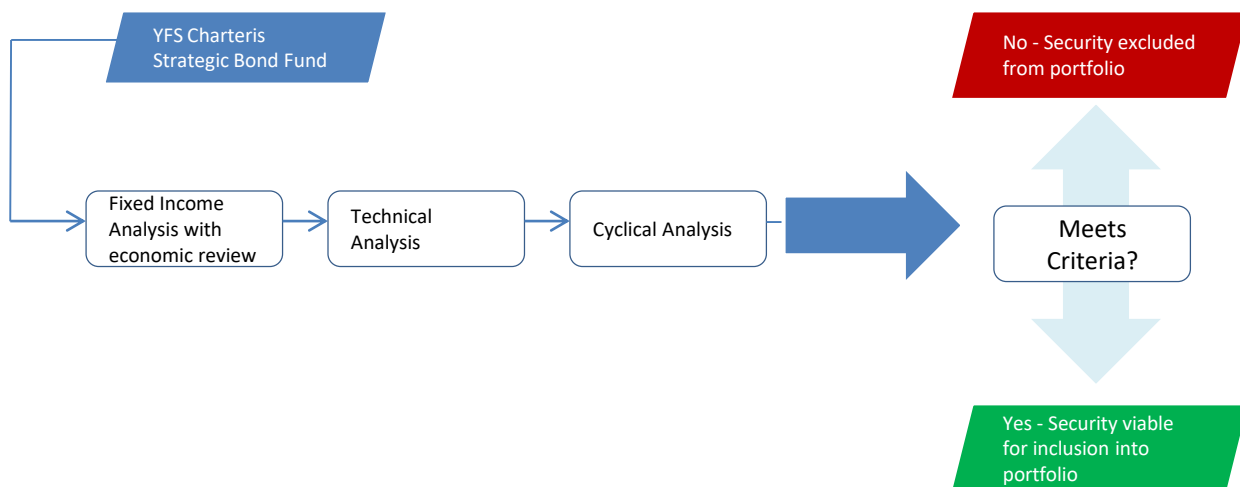 YFS Charteris
Strategic Bond Fund
No - Security excluded
from portfolio
Fixed Income
Analysis with
economic review
Technical
Analysis
Cyclical Analysis
Meets
Criteria?
Yes - Security viable
for inclusion into
portfolio